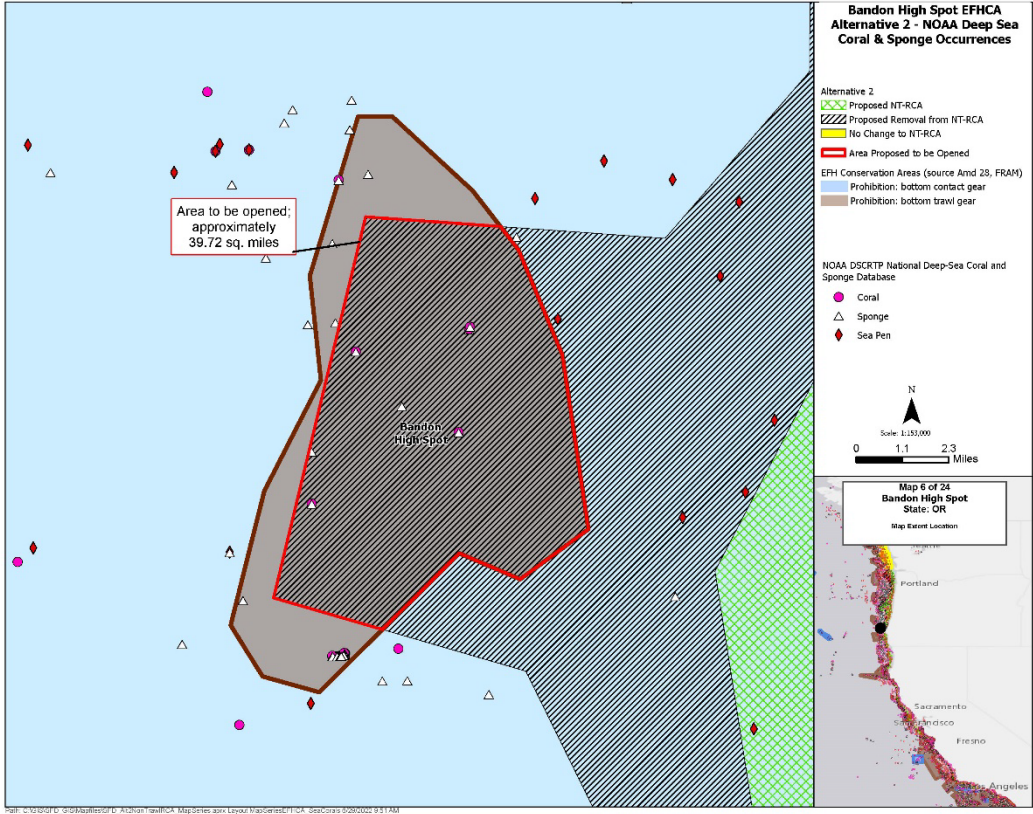 Bandon High Spot EFHCA
Alternative 2 - NOAA Deep Sea
Coral & Sponge Occurrences
Alternative 2
Proposed NT-RCA
Proposed Removal from NT-RCA
No Change to NT-RCA
Area Proposed to be Opened
EFH Conservation Areas (source Amd 28, FRAM)
Prohibition: bottom contact gear
Prohibition: bottom trawl gear
NOAA DSCRTP National Deep-Sea Coral and
Sponge Database
Coral
Sponge
Sea Pen
N
Scale: 1:153,000
0 1.1 2.3
Miles
Area to be opened;
approximately
39.72 sq. miles
Bandon
High Spot
Map 6 of 24
Bandon High Spot
State: OR
Map Extent Location
Portland
Sacramento
San Francisco
Fresno
Los Angeles